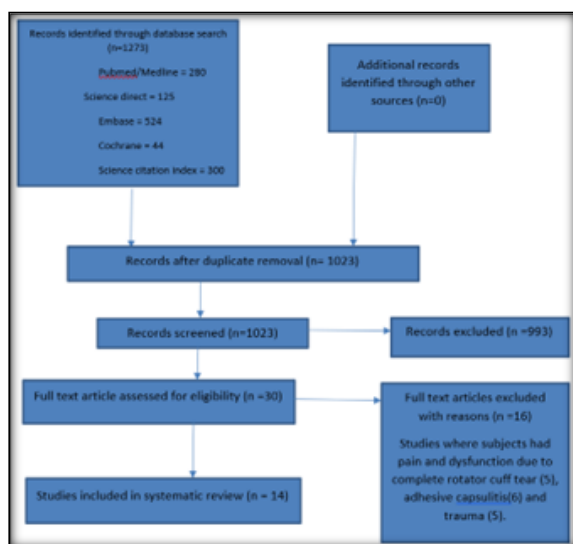 Records identified through database search
(n=1273)
Pubmed/Medline = 280
Science direct = 125
Embase = 524
Cochrane = 44
Science citation index = 300
Additional records
identified through other
sources (n=0)
Records after duplicate removal (n= 1023)
Records screened (n=1023)
Records excluded (n =993)
Full text article assessed for eligibility (n =30)
Full text articles excluded
with reasons (n =16)
Studies where subjects had
pain and dysfunction due to
complete rotator cuff tear (5),
adhesive capsulitis(6) and
trauma (5).
Studies included in systematic review (n = 14)